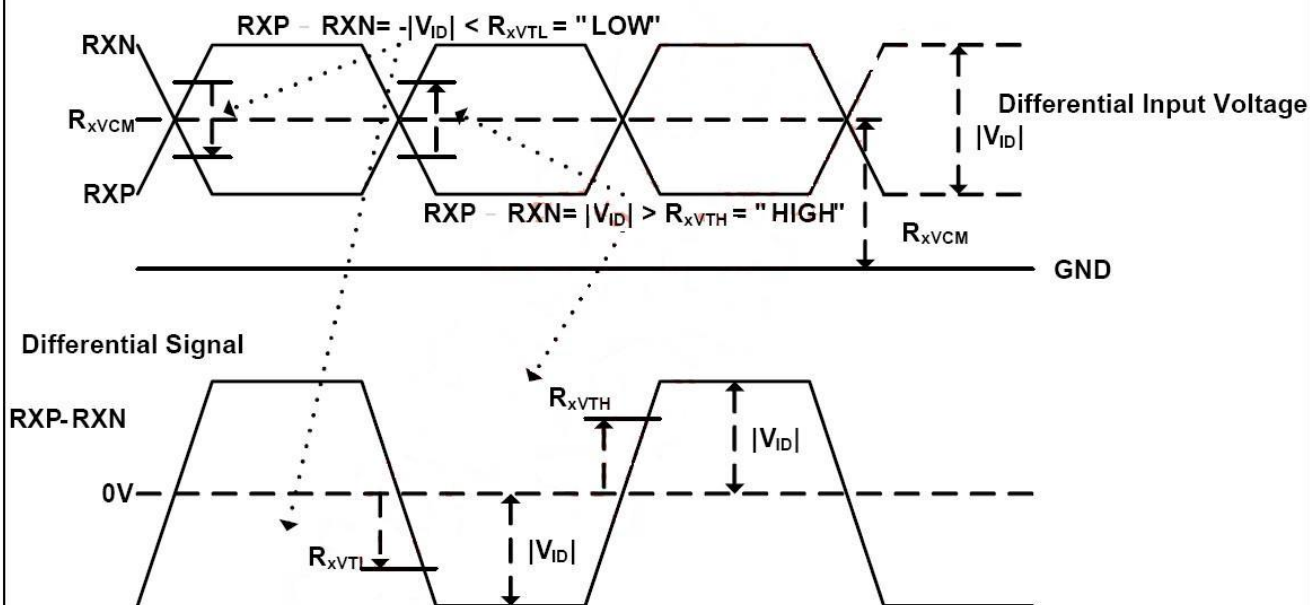 RXP - RXN= -|VID| < RxVTL = "LOW"
RXN
RxVCM
Differential Input Voltage
|VID|
RXP
RXP - RXN= |VID| > RxVTH = "HIGH"
RxVCM
GND
Differential Signal
RxVTH
RXP-RXN
|VID|
0V
RxVTL
|VID|